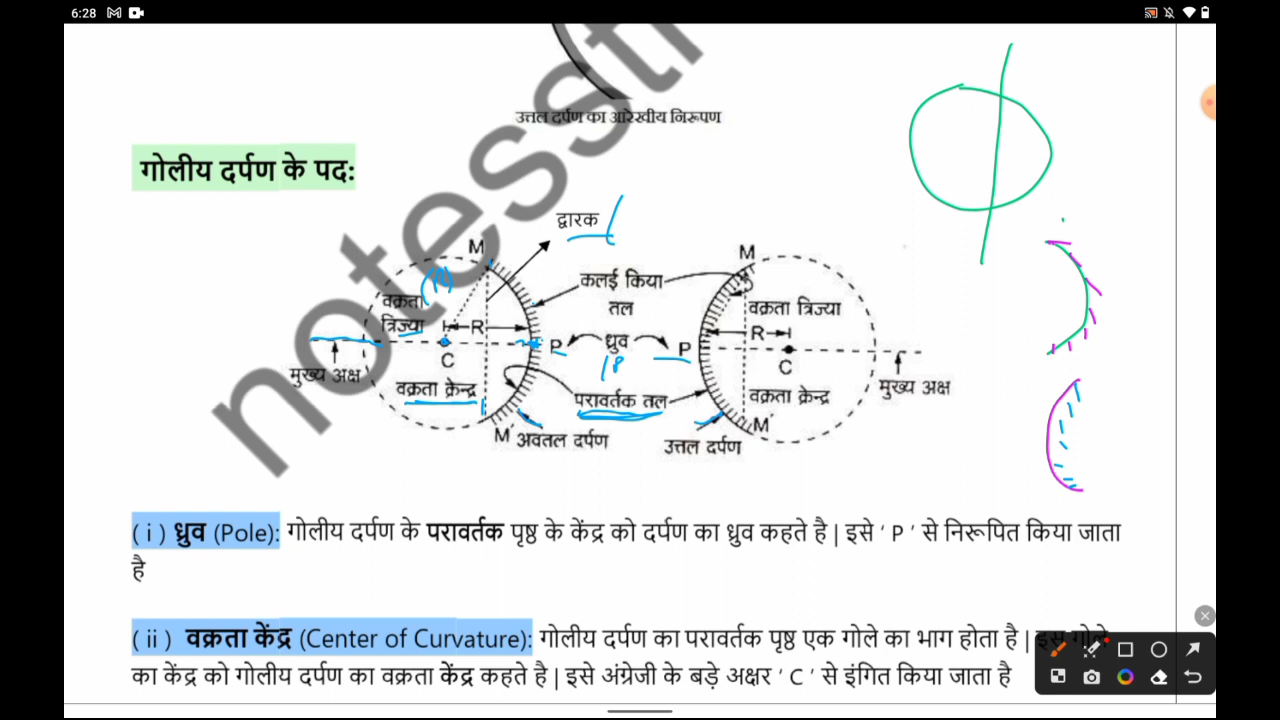 6:28
उत्तल दर्पण का आरेखीय निरूपण
notesst
गोलीय दर्पण के पद:
द्वारक
M
M
कलई किया
तल
वक्रता
त्रिज्या
वक्रता त्रिज्या
R
R
P
ध्रुव
P
C
C
मुख्य अक्ष
मुख्य अक्ष
वक्रता क्रेन्द्र
परावर्तक तल
वक्रता क्रेन्द्र
M'
अवतल दर्पण
उत्तल दर्पण
M'
( i ) ध्रुव (Pole): गोलीय दर्पण के परावर्तक पृष्ठ के केंद्र को दर्पण का ध्रुव कहते है | इसे ‘ P ’ से निरूपित किया जाता
है
( ii ) वक्रता केंद्र (Center of Curvature): गोलीय दर्पण का परावर्तक पृष्ठ एक गोले का भाग होता है | इस गोले
का केंद्र को गोलीय दर्पण का वक्रता केंद्र कहते है | इसे अंग्रेजी के बड़े अक्षर ‘ C ’ से इंगित किया जाता है